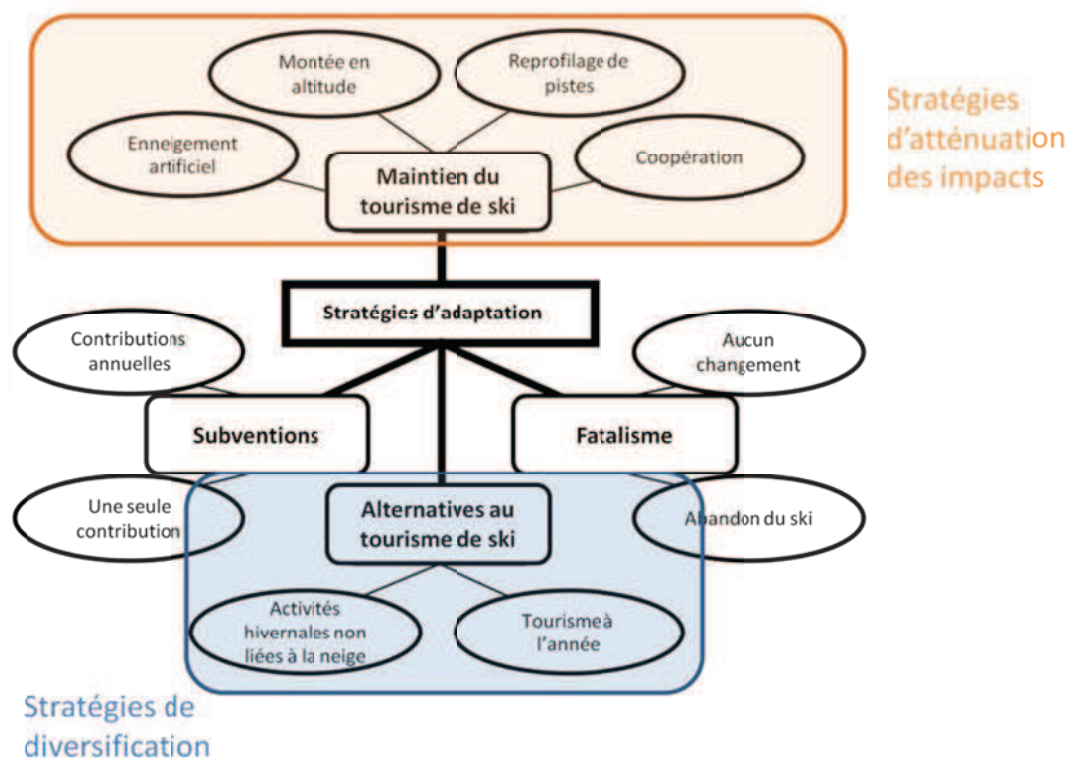 Montée en
altitude
Reprofilage de
pistes
Enneigement
artificiel
Maintien du
tourisme de ski
Coopération
Stratégies
d'atténuation
des impacts
Stratégies d'adaptation
Contributions
annuelles
Aucun
changement
Subventions
Fatalisme
Une seule
contribution
Alternatives au
tourisme de ski
Abandon du ski
Activités
hivernales non
liées à la neige
Tourisme à
l'année
Stratégies de
diversification